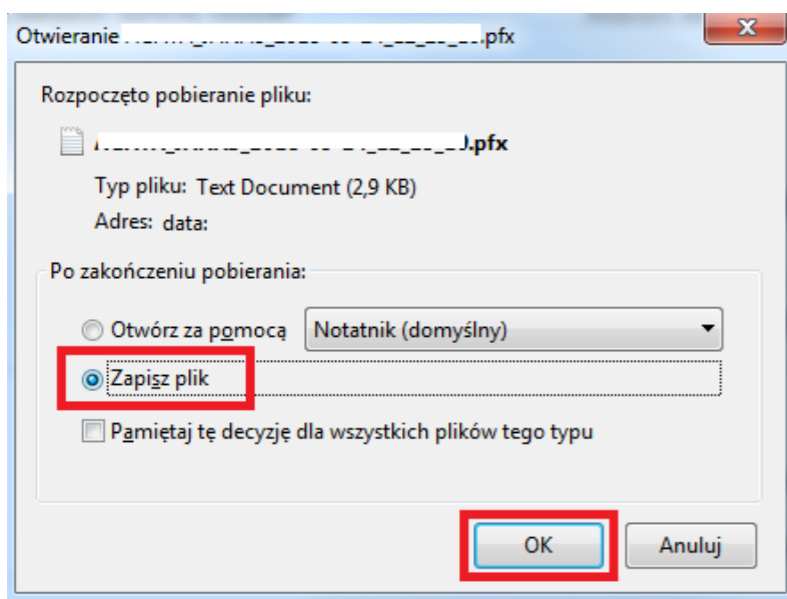 Otwieranie .pfx
Rozpoczęto pobieranie pliku:
.pfx
Typ pliku: Text Document (2,9 KB)
Adres: data:
Po zakończeniu pobierania:
Otwórz za pomocą Notatnik (domyślny)
Zapisz plik
Pamiętaj tę decyzję dla wszystkich plików tego typu
OK Anuluj